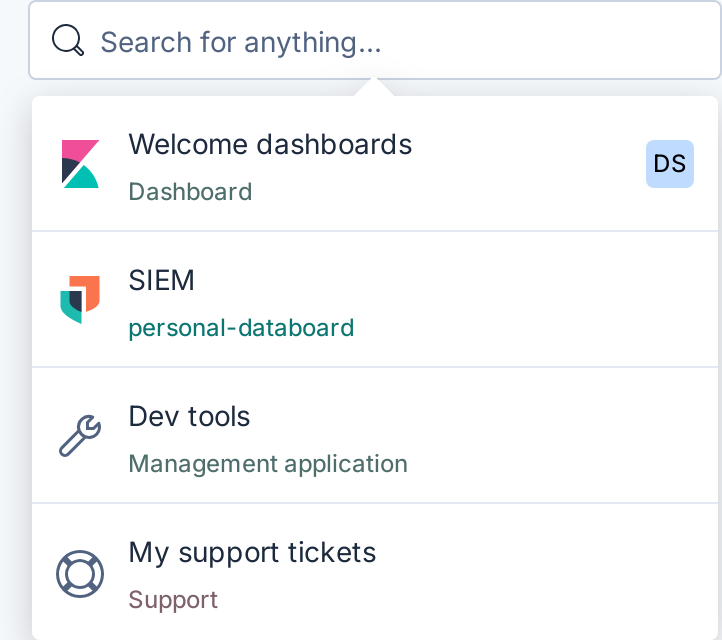 Search for anything...
Welcome dashboards
DS
Dashboard
SIEM
personal-databoard
Dev tools
Management application
My support tickets
Support